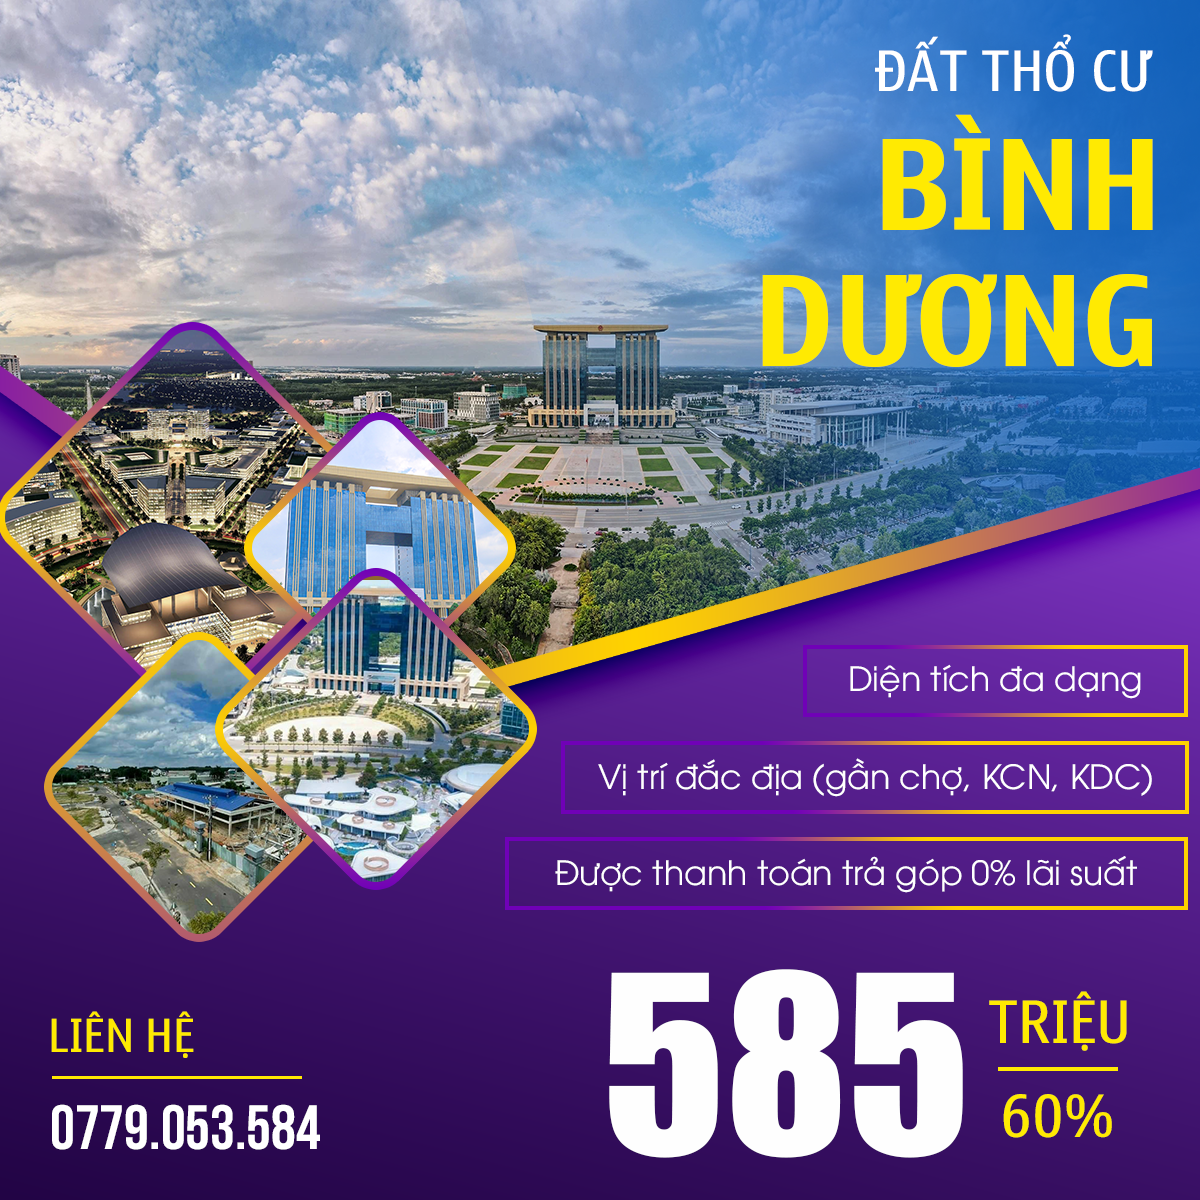 ĐẤT THỔ CƯ
BÌNH
DƯƠNG
Diện tích đa dạng
Vị trí đắc địa (gần chợ, KCN, KDC)
Được thanh toán trả góp 0% lãi suất
585
TRIỆU
60%
LIÊN HỆ
0779.053.584